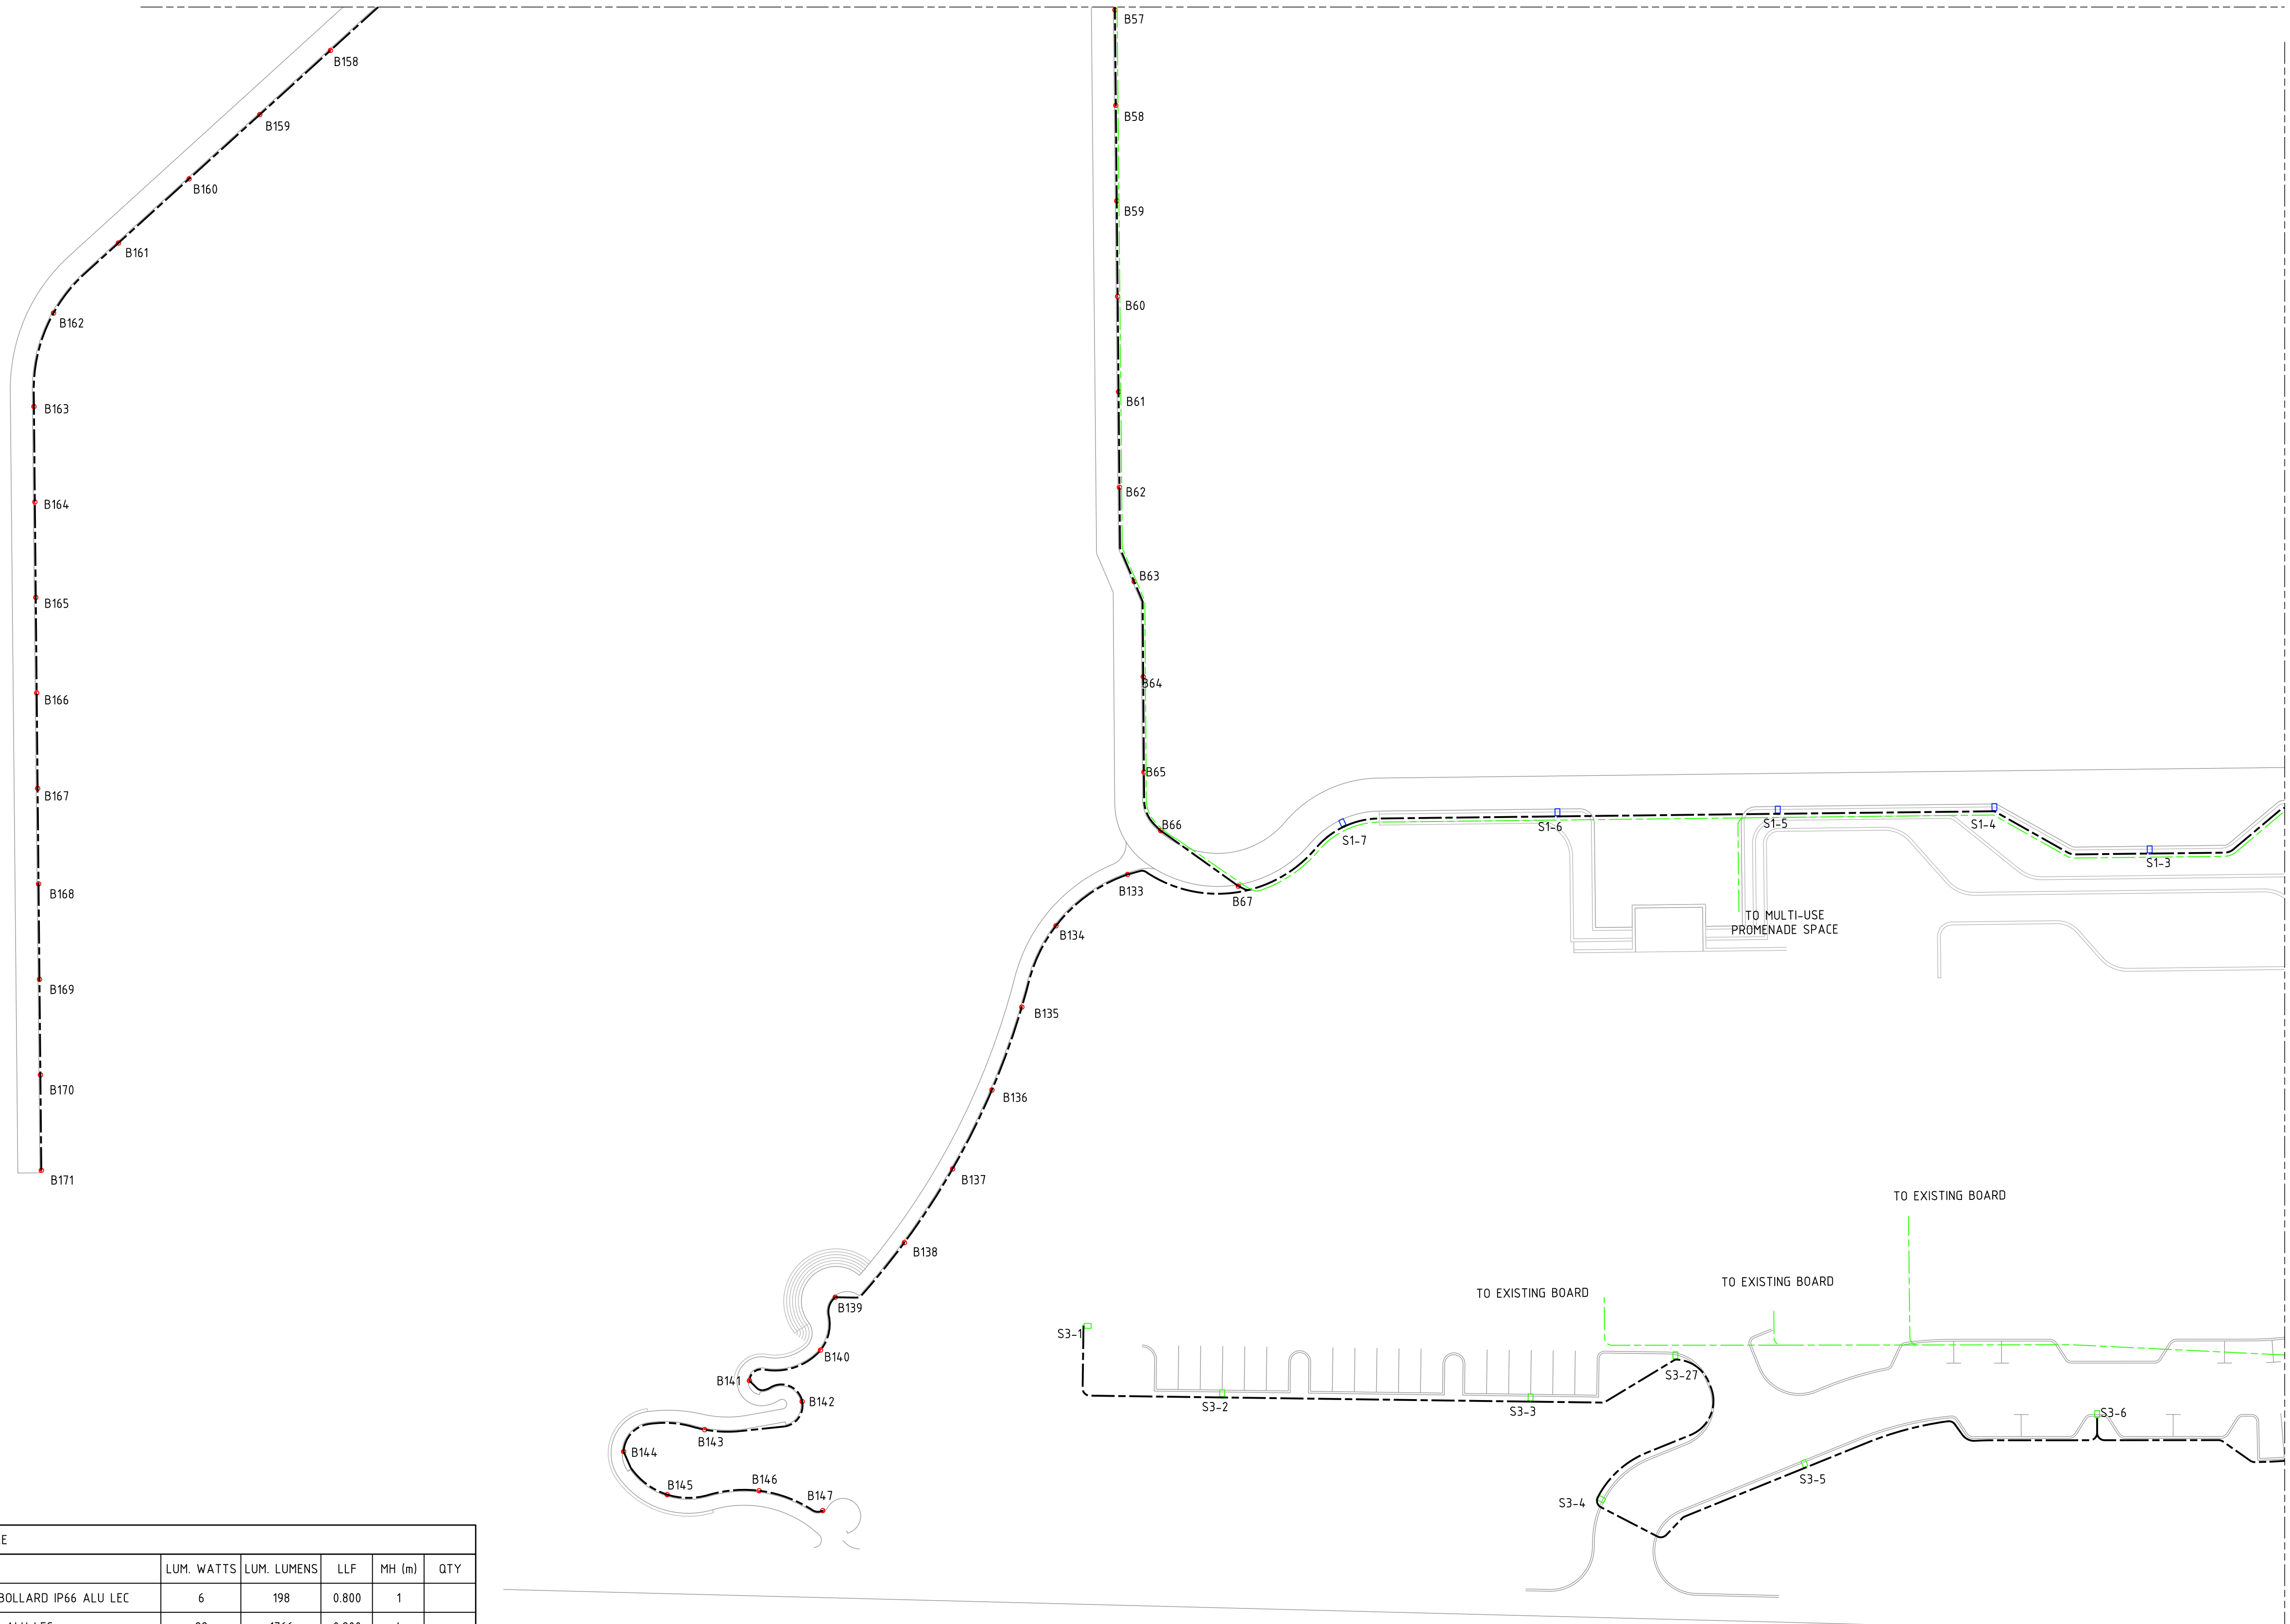 B57
B158
B58
B159
B160
B59
B161
B60
B162
B61
B163
B62
B164
B63
B165
B64
B166
B65
B167
B66
S1-7
S1-6
S1-5
S1-4
S1-3
B168
B133
B67
TO MULTI-USE
PROMENADE SPACE
B134
B169
B135
B170
B136
B171
B137
TO EXISTING BOARD
B138
TO EXISTING BOARD
TO EXISTING BOARD
B139
S3-1
B140
S3-27
B141
B142
S3-2
S3-3
S3-6
B143
B144
B145
B146
B147
S3-4
S3-5
E
LUM. WATTS LUM. LUMENS LLF MH (m) QTY
BOLLARD IP66 ALU LEC 6 198 0.800 1